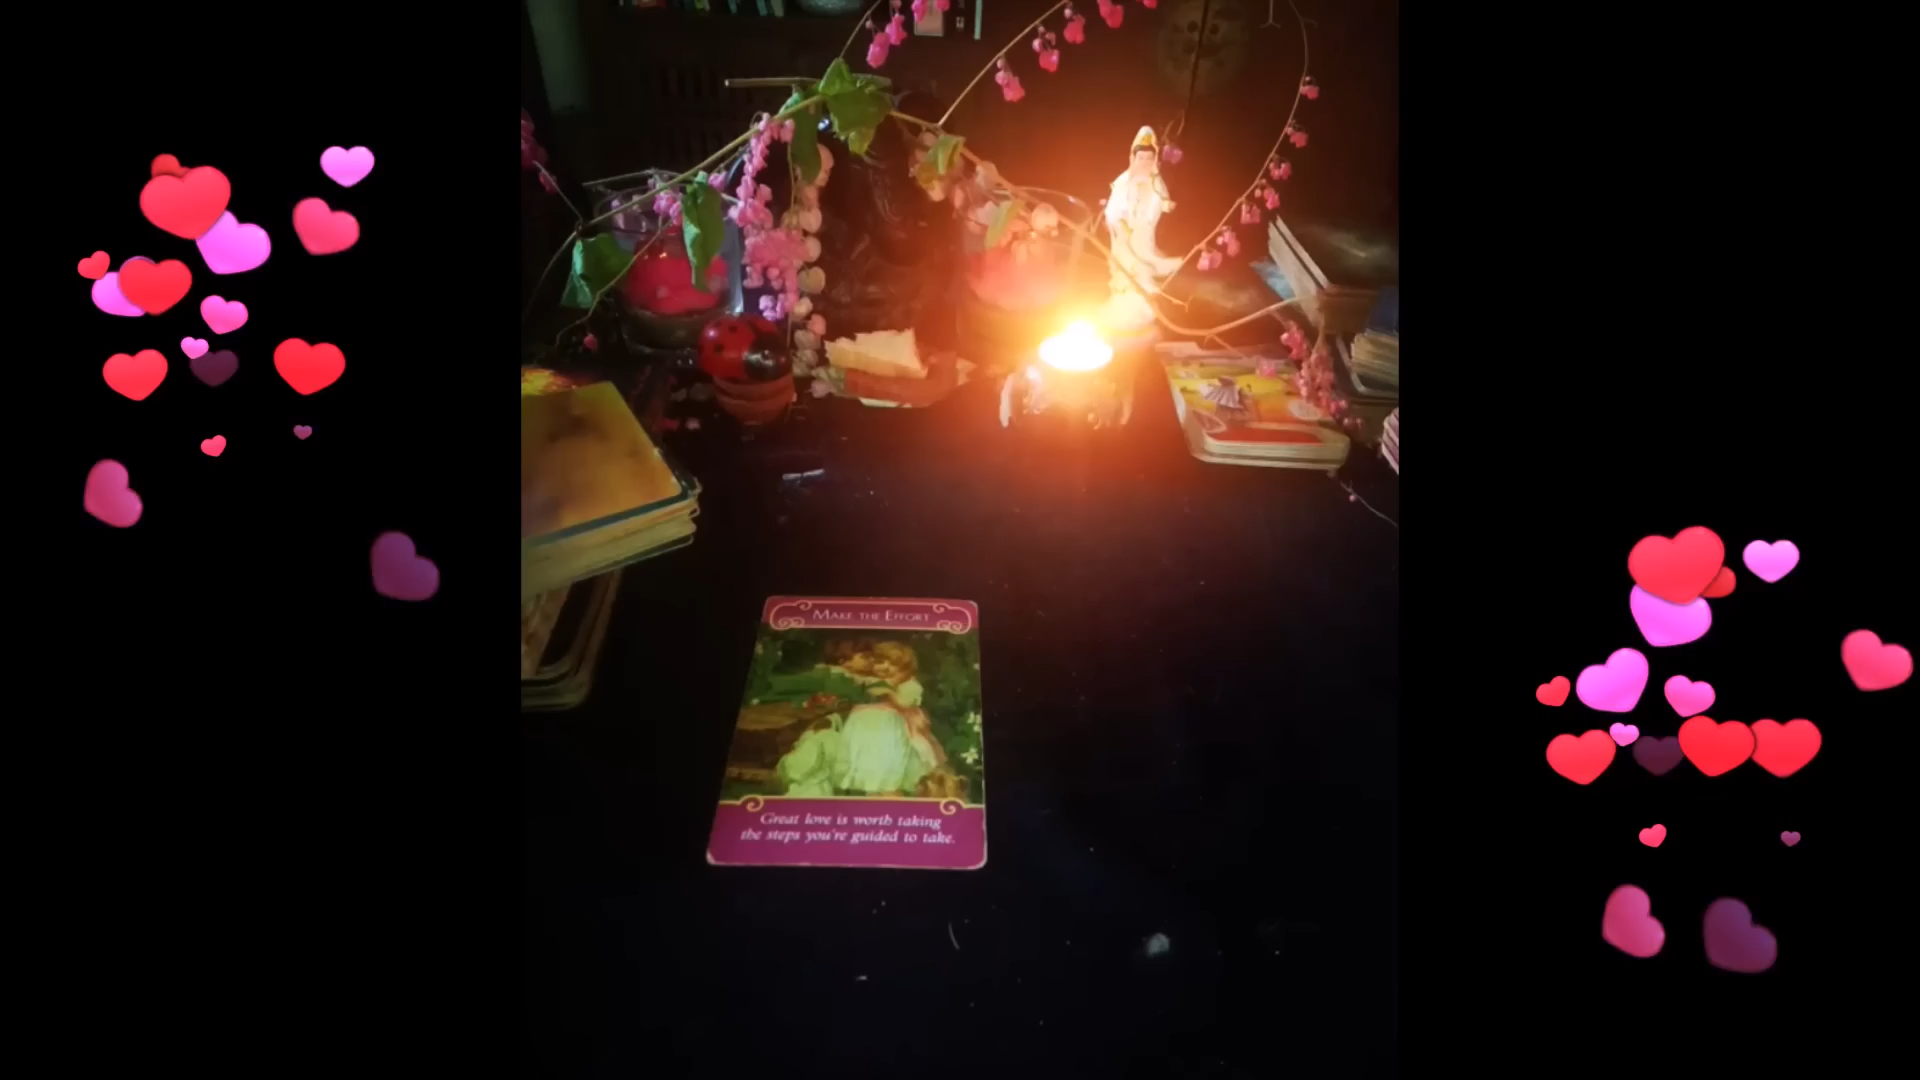 Make the Effort
Great love is worth taking
the steps you're guided to take.